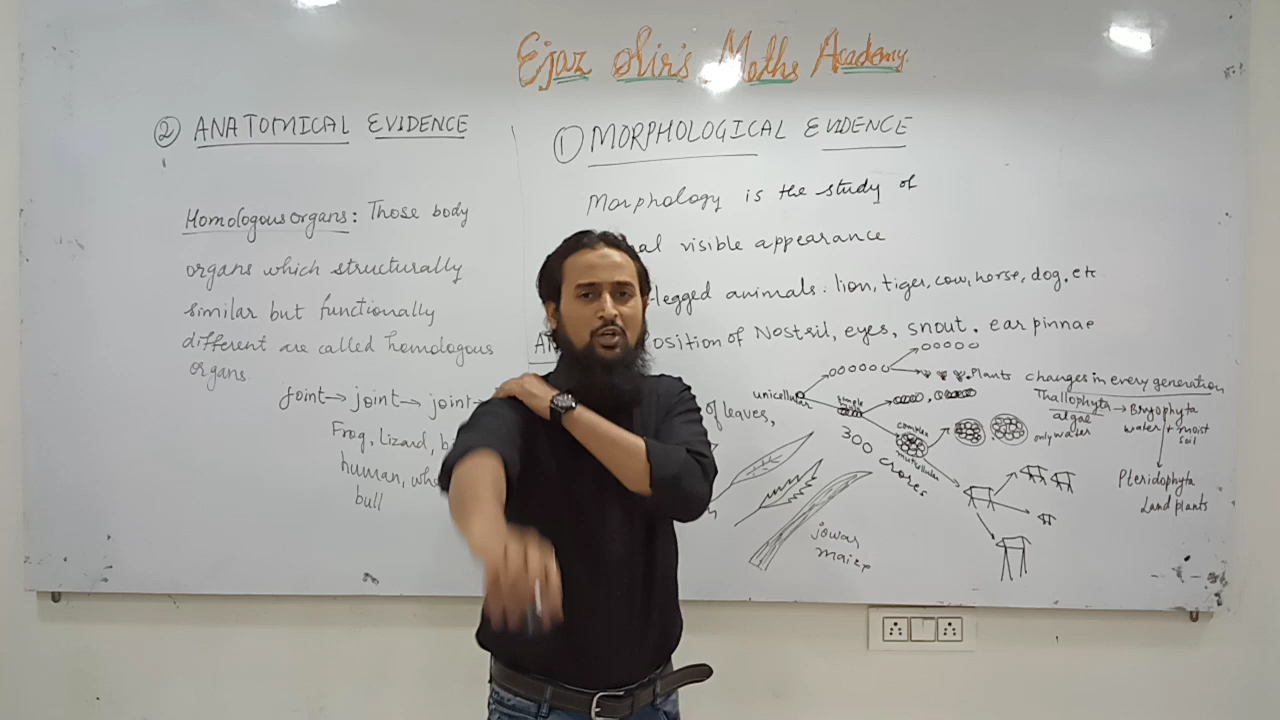 Ejaz Sir's Maths Academy.
② ANATOMICAL EVIDENCE
Homologous organs: Those body
organs which structurally
similar but functionally
different are called homologous
organs
joint→ joint→ joint→
Frog, Lizard, b
human, wha
bull
① MORPHOLOGICAL EVIDENCE
Morphology is the study of
nal visible appearance
-legged animals: lion, tiger, cow, horse, dog, etc
osition of Nostril, eyes, snout, ear pinnae
of leaves,
jowar
maize
unicellular
simple
complex
multicellular
300 crores
Plants
changes in every generation
Thallophyta → Bryophyta
algae
only water
water + moist
soil
Pteridophyta
Land plants